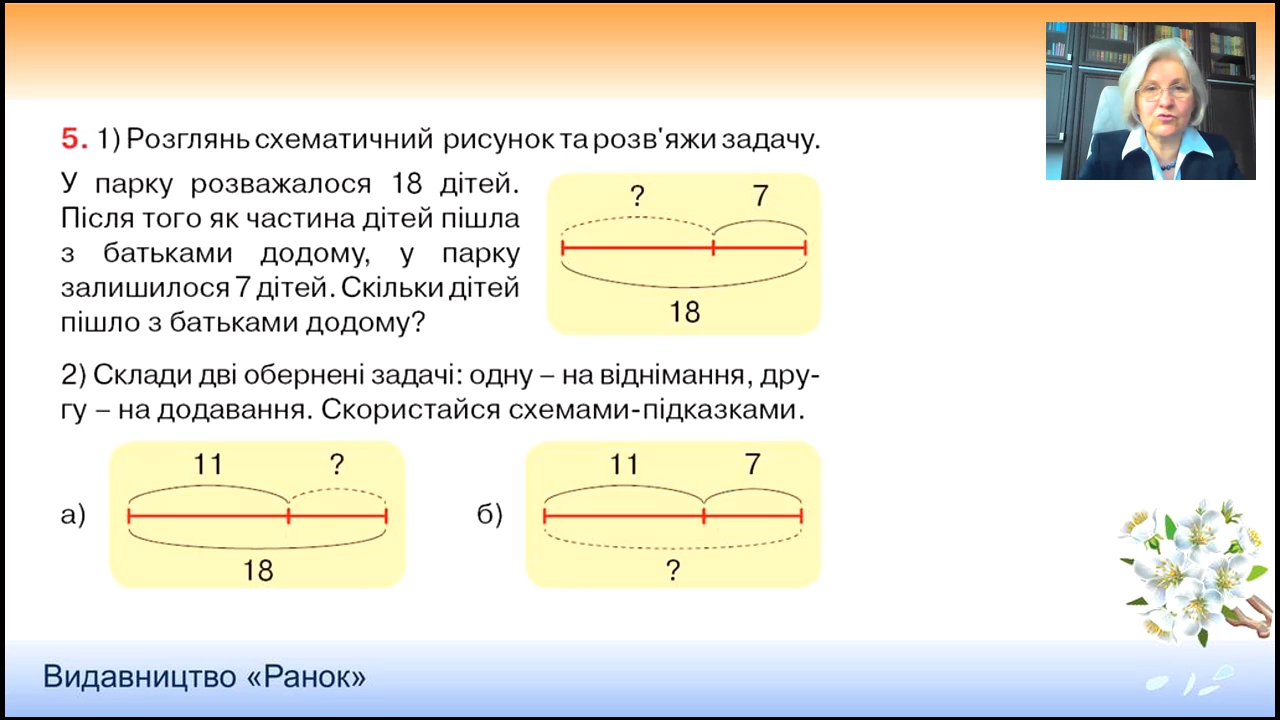 5. 1) Розглянь схематичний рисунок та розв'яжи задачу.
У парку розважалося 18 дітей.
Після того як частина дітей пішла
з батьками додому, у парку
залишилося 7 дітей. Скільки дітей
пішло з батьками додому?
? 7
18
2) Склади дві обернені задачі: одну – на віднімання, дру-
гу – на додавання. Скористайся схемами-підказками.
а)
11 ?
18
б)
11 7
?
Видавництво «Ранок»